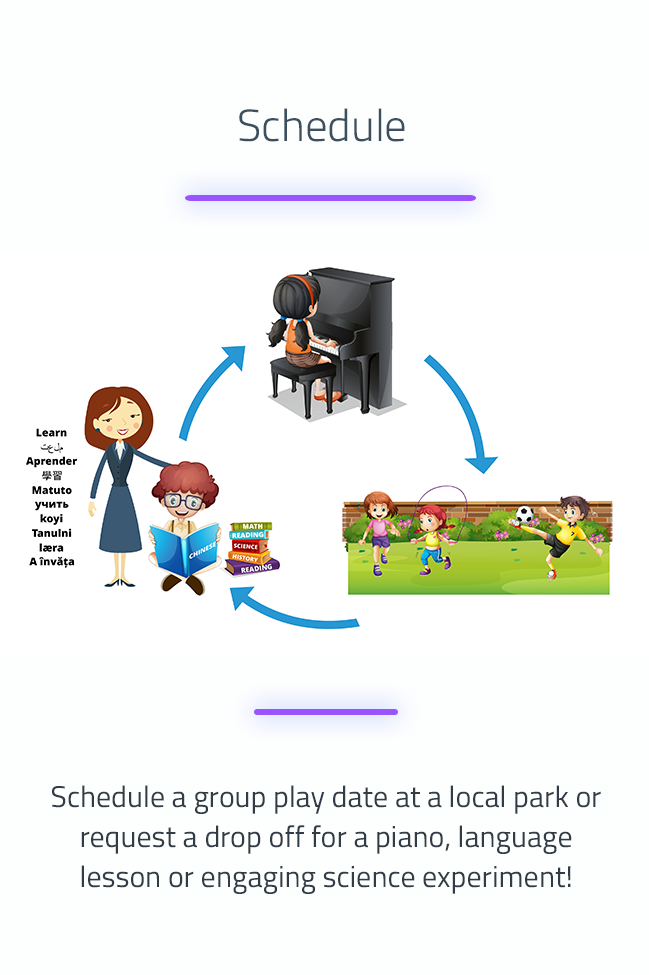 Schedule
Learn
Aprender
學習
Matuto
учить
koyi
Tanulni
læra
A învăța
CHINESE
MATH
READING
SCIENCE
HISTORY
READING
Schedule a group play date at a local park or
request a drop off for a piano, language
lesson or engaging science experiment!